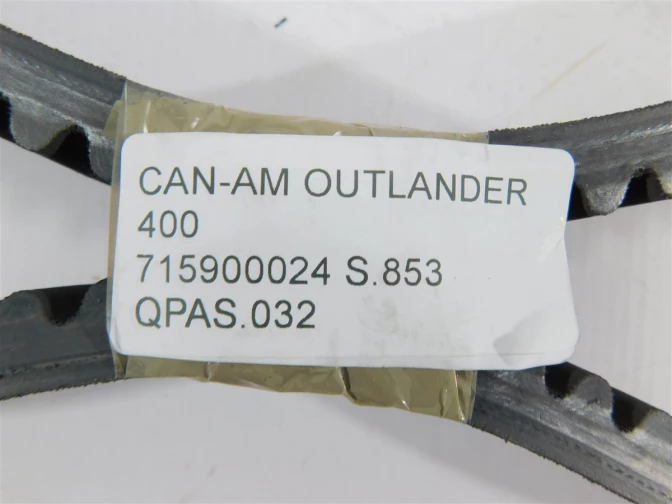 CAN-AM OUTLANDER
400
715900024 S.853
QPAS.032